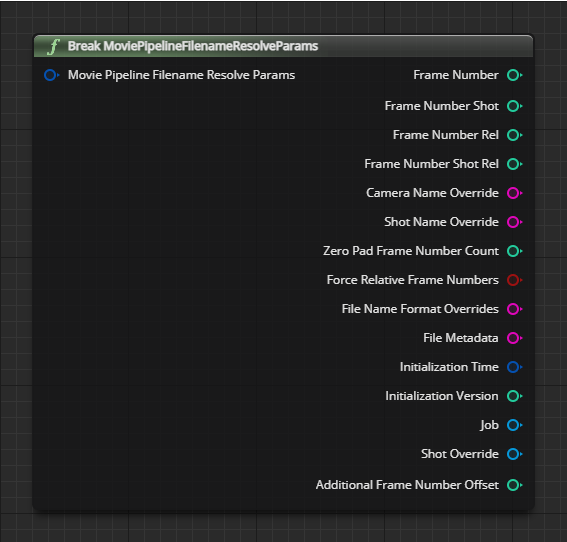 f Break MoviePipelineFilenameResolveParams
Movie Pipeline Filename Resolve Params
Frame Number
Frame Number Shot
Frame Number Rel
Frame Number Shot Rel
Camera Name Override
Shot Name Override
Zero Pad Frame Number Count
Force Relative Frame Numbers
File Name Format Overrides
File Metadata
Initialization Time
Initialization Version
Job
Shot Override
Additional Frame Number Offset